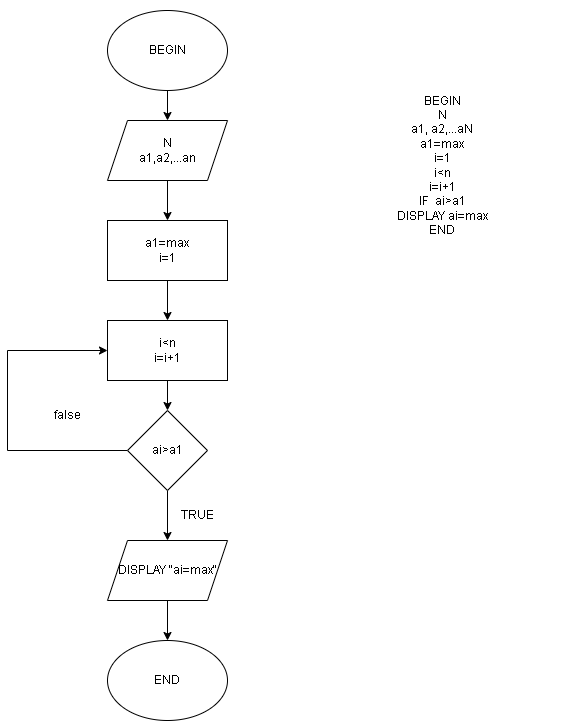 BEGIN
N
a1,a2,...an
a1=max
i=1
i<n
i=i+1
false
ai>a1
TRUE
DISPLAY "ai=max"
END
BEGIN
N
a1, a2,...aN
a1=max
i=1
i<n
i=i+1
IF ai>a1
DISPLAY ai=max
END